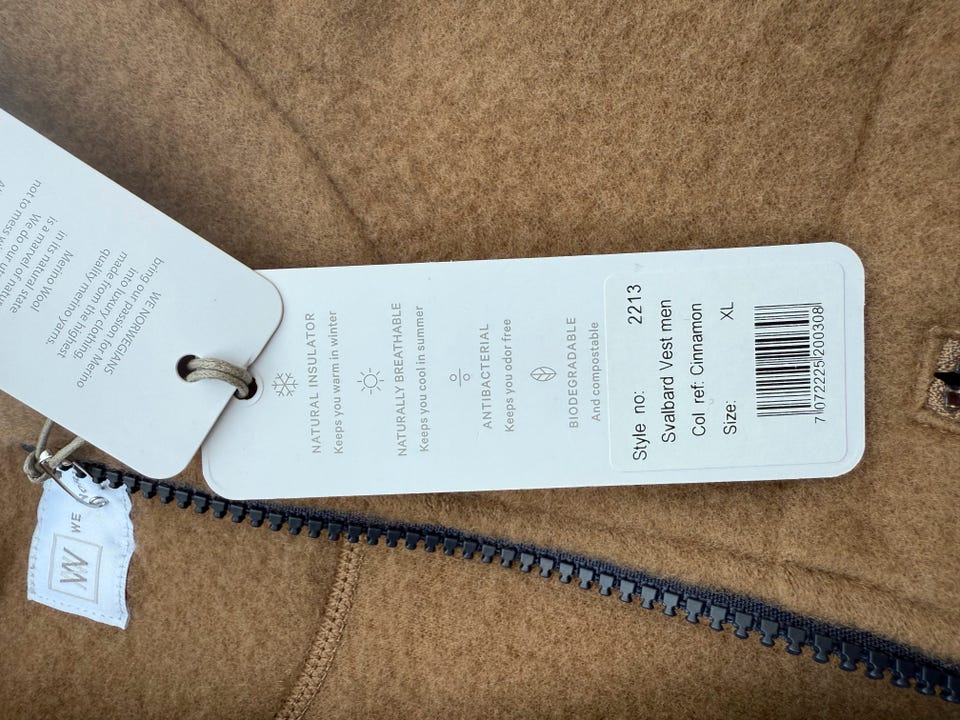 WE NORWEGIANS
bring our passion for Merino
into luxury clothing
made from the highest
quality merino yarns.
Merino Wool
in its natural state
is a marvel of nature
We do our
not to mess
NATURAL INSULATOR
Keeps you warm in winter
NATURALLY BREATHABLE
Keeps you cool in summer
ANTIBACTERIAL
Keeps you odor free
BIODEGRADABLE
And compostable
Style no: 2213
Svalbard Vest men
Col ref: Cinnamon
Size: XL
7 072225 200308
WE
W